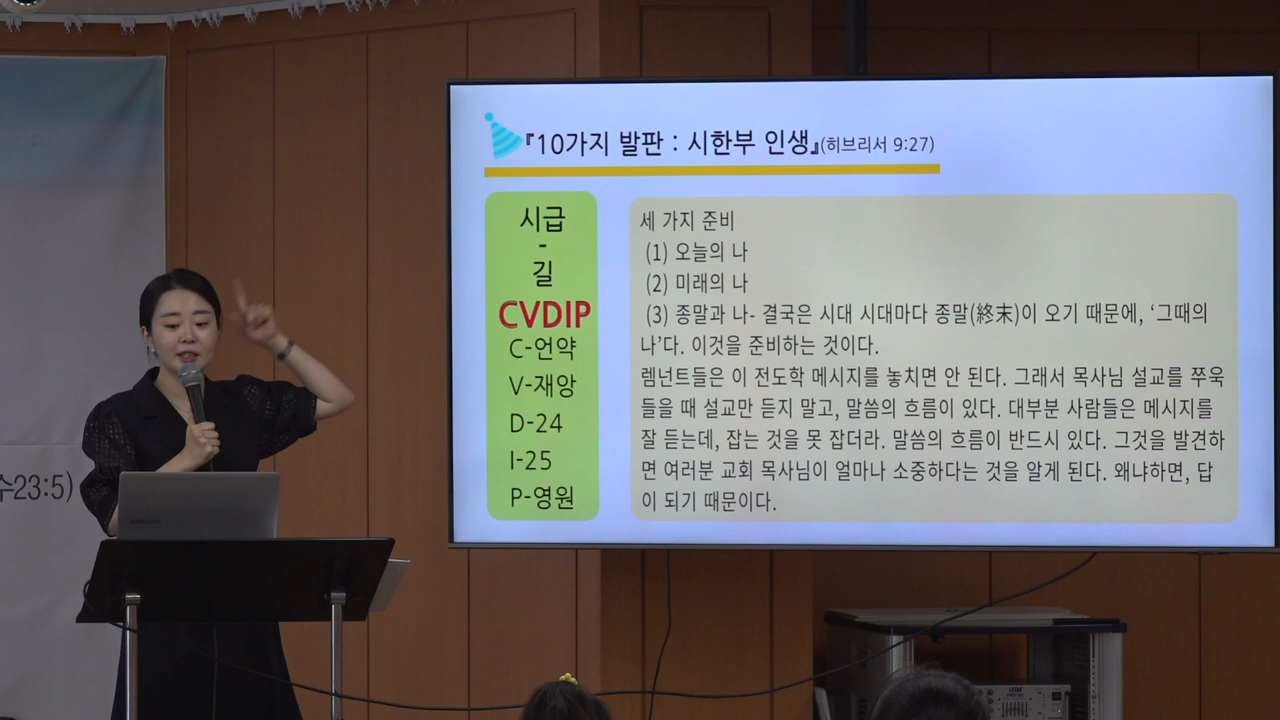 『10가지 발판 : 시한부 인생』(히브리서 9:27)
시급
-
길
CVDIP
C-언약
V-재앙
D-24
I-25
P-영원
세 가지 준비
(1) 오늘의 나
(2) 미래의 나
(3) 종말과 나- 결국은 시대 시대마다 종말(終末)이 오기 때문에, ‘그때의
나’다. 이것을 준비하는 것이다.
렘넌트들은 이 전도학 메시지를 놓치면 안 된다. 그래서 목사님 설교를 쭈욱
들을 때 설교만 듣지 말고, 말씀의 흐름이 있다. 대부분 사람들은 메시지를
잘 듣는데, 잡는 것을 못 잡더라. 말씀의 흐름이 반드시 있다. 그것을 발견하
면 여러분 교회 목사님이 얼마나 소중하다는 것을 알게 된다. 왜냐하면, 답
이 되기 때문이다.
수23:5)
SAMSUNG